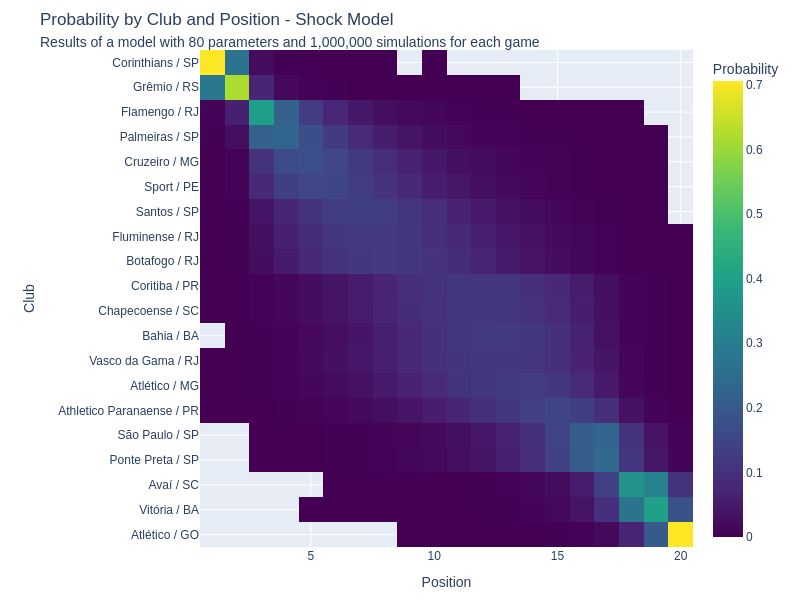 Probability by Club and Position - Shock Model
Results of a model with 80 parameters and 1,000,000 simulations for each game
Probability
Corinthians / SP
Grêmio / RS
Flamengo / RJ
Palmeiras / SP
Cruzeiro / MG
Sport / PE
Santos / SP
Fluminense / RJ
Botafogo / RJ
Coritiba / PR
Chapecoense / SC
Bahia / BA
Vasco da Gama / RJ
Atlético / MG
Athletico Paranaense / PR
São Paulo / SP
Ponte Preta / SP
Avaí / SC
Vitória / BA
Atlético / GO
Club
5
10
15
20
Position
0.7
0.6
0.5
0.4
0.3
0.2
0.1
0